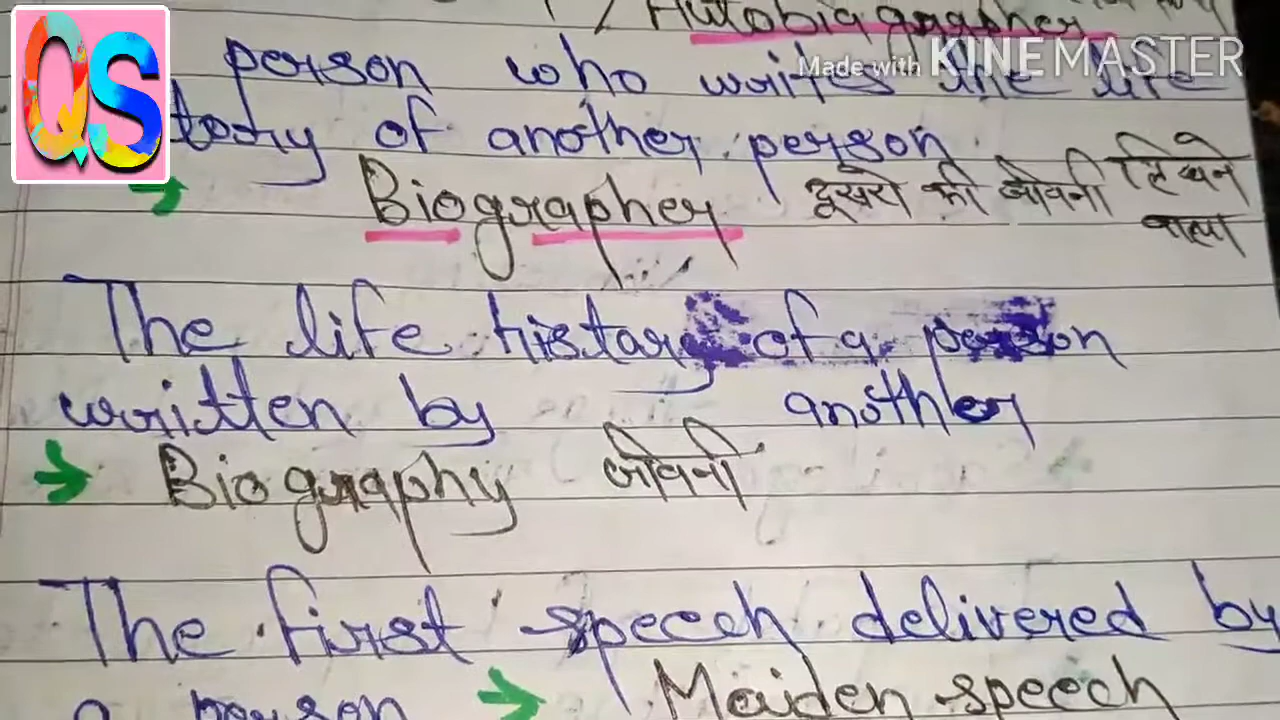 Autobiographer
person who writes the life
tory of another person
Biographer दूसरो की जीवनी लिखने
वाला
The life history of a person
written by another
→ Biography जीवनी
The first speech delivered by
a person → Maiden speech
QS
Made with KINEMASTER